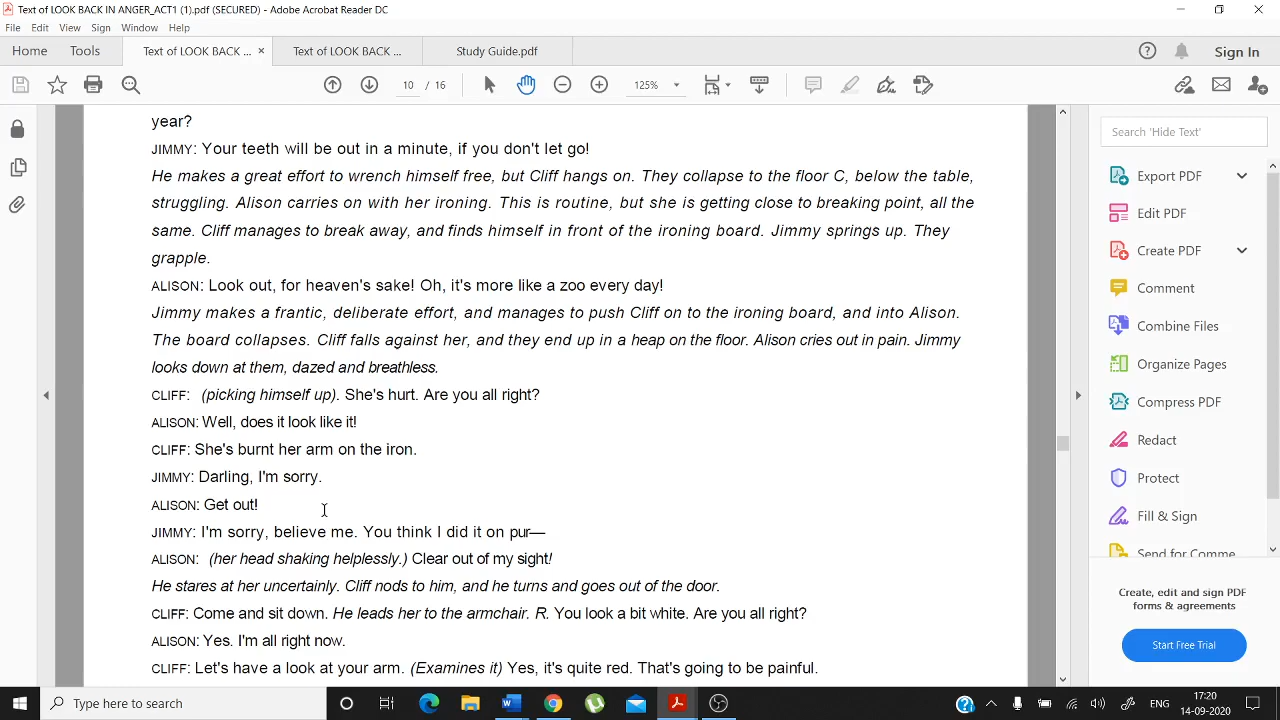 Text of LOOK BACK IN ANGER_ACT1 (1).pdf (SECURED) - Adobe Acrobat Reader DC
File Edit View Sign Window Help
Home Tools Text of LOOK BACK ... × Text of LOOK BACK ... Study Guide.pdf Sign In
10 / 16 125%
year?
JIMMY: Your teeth will be out in a minute, if you don't let go!
He makes a great effort to wrench himself free, but Cliff hangs on. They collapse to the floor C, below the table,
struggling. Alison carries on with her ironing. This is routine, but she is getting close to breaking point, all the
same. Cliff manages to break away, and finds himself in front of the ironing board. Jimmy springs up. They
grapple.
ALISON: Look out, for heaven's sake! Oh, it's more like a zoo every day!
Jimmy makes a frantic, deliberate effort, and manages to push Cliff on to the ironing board, and into Alison.
The board collapses. Cliff falls against her, and they end up in a heap on the floor. Alison cries out in pain. Jimmy
looks down at them, dazed and breathless.
CLIFF: (picking himself up). She's hurt. Are you all right?
ALISON: Well, does it look like it!
CLIFF: She's burnt her arm on the iron.
JIMMY: Darling, I'm sorry.
ALISON: Get out!
JIMMY: I'm sorry, believe me. You think I did it on pur—
ALISON: (her head shaking helplessly.) Clear out of my sight!
He stares at her uncertainly. Cliff nods to him, and he turns and goes out of the door.
CLIFF: Come and sit down. He leads her to the armchair. R. You look a bit white. Are you all right?
ALISON: Yes. I'm all right now.
CLIFF: Let's have a look at your arm. (Examines it) Yes, it's quite red. That's going to be painful.
Search 'Hide Text'
Export PDF
Edit PDF
Create PDF
Comment
Combine Files
Organize Pages
Compress PDF
Redact
Protect
Fill & Sign
Send for Comme
Create, edit and sign PDF
forms & agreements
Start Free Trial
Type here to search
ENG
17:20
14-09-2020